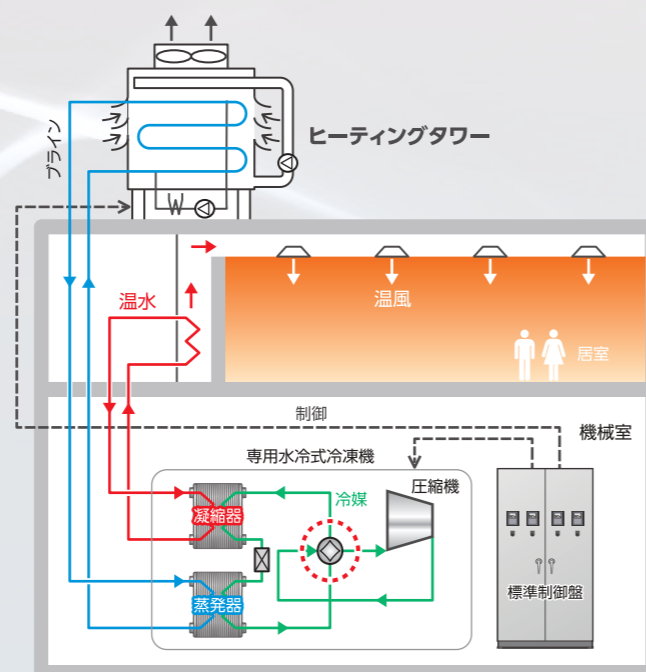 ブライン
ヒーティングタワー
温水
温風
居室
制御
機械室
専用水冷式冷凍機
圧縮機
冷媒
凝縮器
蒸発器
標準制御盤